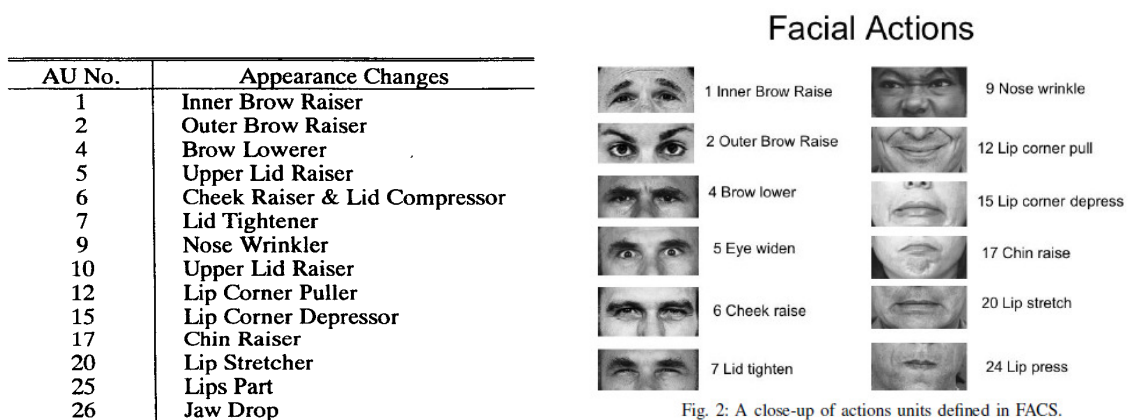 AU No. Appearance Changes
1 Inner Brow Raiser
2 Outer Brow Raiser
4 Brow Lowerer
5 Upper Lid Raiser
6 Cheek Raiser & Lid Compressor
7 Lid Tightener
9 Nose Wrinkler
10 Upper Lid Raiser
12 Lip Corner Puller
15 Lip Corner Depressor
17 Chin Raiser
20 Lip Stretcher
25 Lips Part
26 Jaw Drop
Facial Actions
1 Inner Brow Raise
2 Outer Brow Raise
4 Brow lower
5 Eye widen
6 Cheek raise
7 Lid tighten
9 Nose wrinkle
12 Lip corner pull
15 Lip corner depress
17 Chin raise
20 Lip stretch
24 Lip press
Fig. 2: A close-up of actions units defined in FACS.